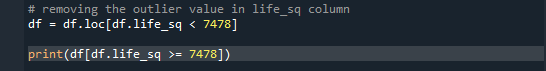 # removing the outlier value in life_sq column
df = df.loc[df.life_sq < 7478]
print(df[df.life_sq >= 7478])